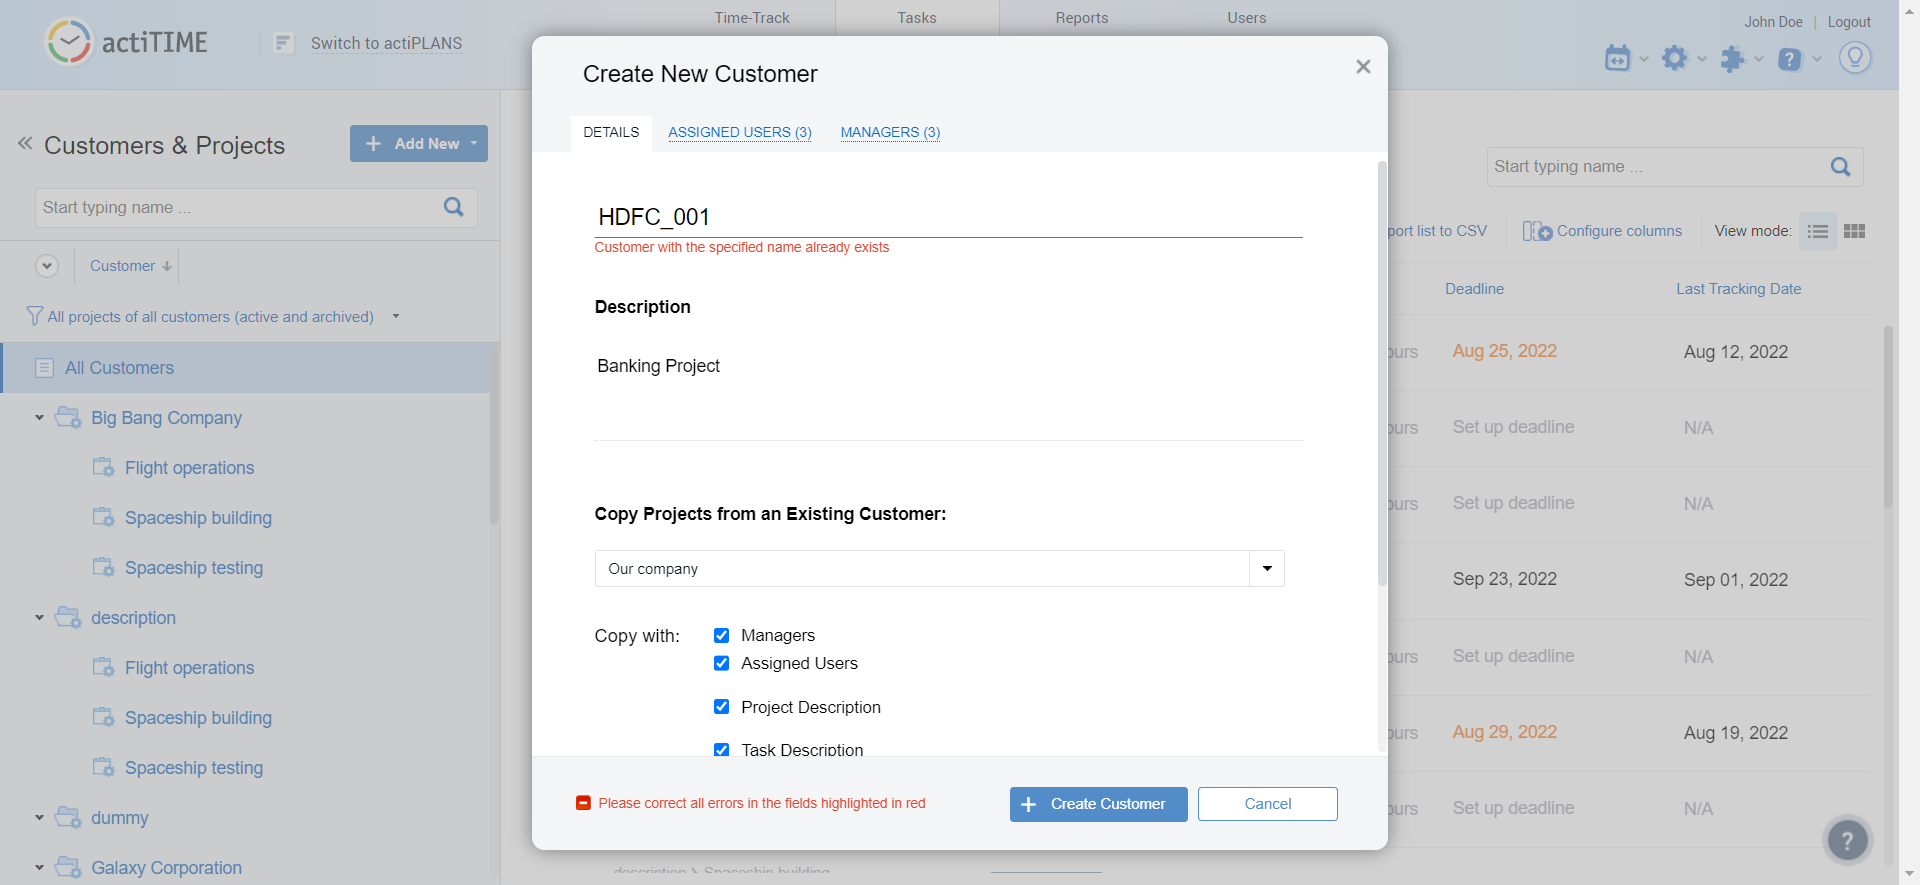 Time-Track
Tasks
Reports
Users
John Doe | Logout
actiTIME
Switch to actiPLANS
Customers & Projects
Add New
Start typing name ...
Customer
All projects of all customers (active and archived)
All Customers
Big Bang Company
Flight operations
Spaceship building
Spaceship testing
description
Flight operations
Spaceship building
Spaceship testing
dummy
Galaxy Corporation
Create New Customer
DETAILS
ASSIGNED USERS (3)
MANAGERS (3)
HDFC_001
Customer with the specified name already exists
Description
Banking Project
Copy Projects from an Existing Customer:
Our company
Copy with:
Managers
Assigned Users
Project Description
Task Description
Please correct all errors in the fields highlighted in red
Create Customer
Cancel
description > Spaceship building
Start typing name ...
port list to CSV
Configure columns
View mode:
Deadline
Last Tracking Date
ours Aug 25, 2022 Aug 12, 2022
ours Set up deadline N/A
ours Set up deadline N/A
Sep 23, 2022 Sep 01, 2022
ours Set up deadline N/A
ours Aug 29, 2022 Aug 19, 2022
ours Set up deadline N/A
?